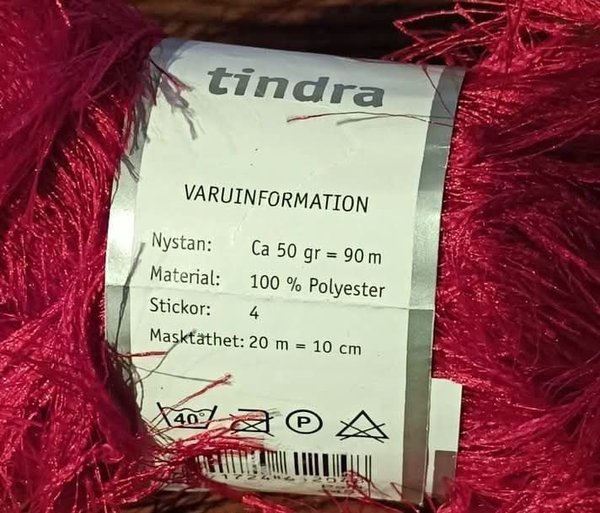 tindra
VARUINFORMATION
Nystan: Ca 50 gr = 90 m
Material: 100 % Polyester
Stickor: 4
Masktäthet: 20 m = 10 cm
40°
P